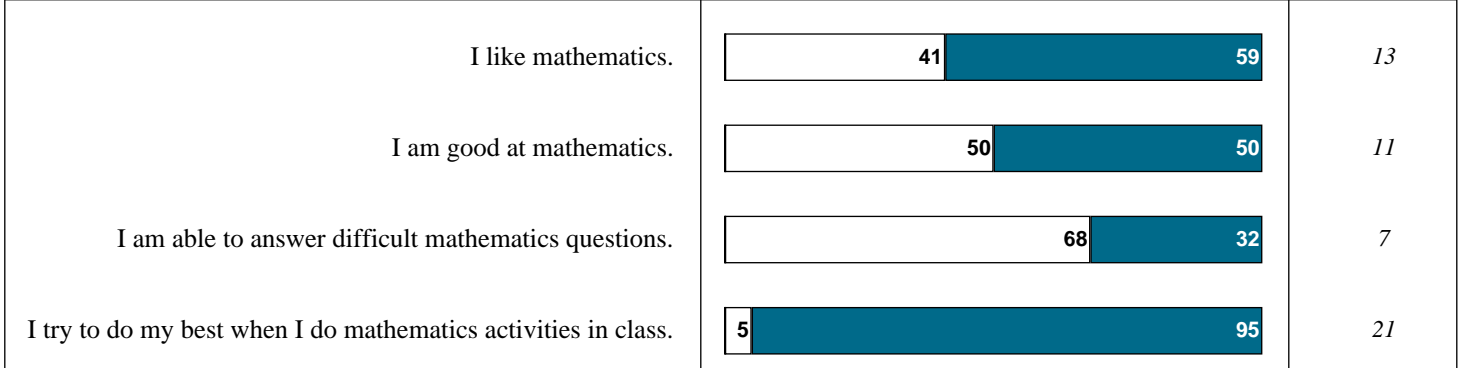 I like mathematics. 41 59 13
I am good at mathematics. 50 50 11
I am able to answer difficult mathematics questions. 68 32 7
I try to do my best when I do mathematics activities in class. 5 95 21